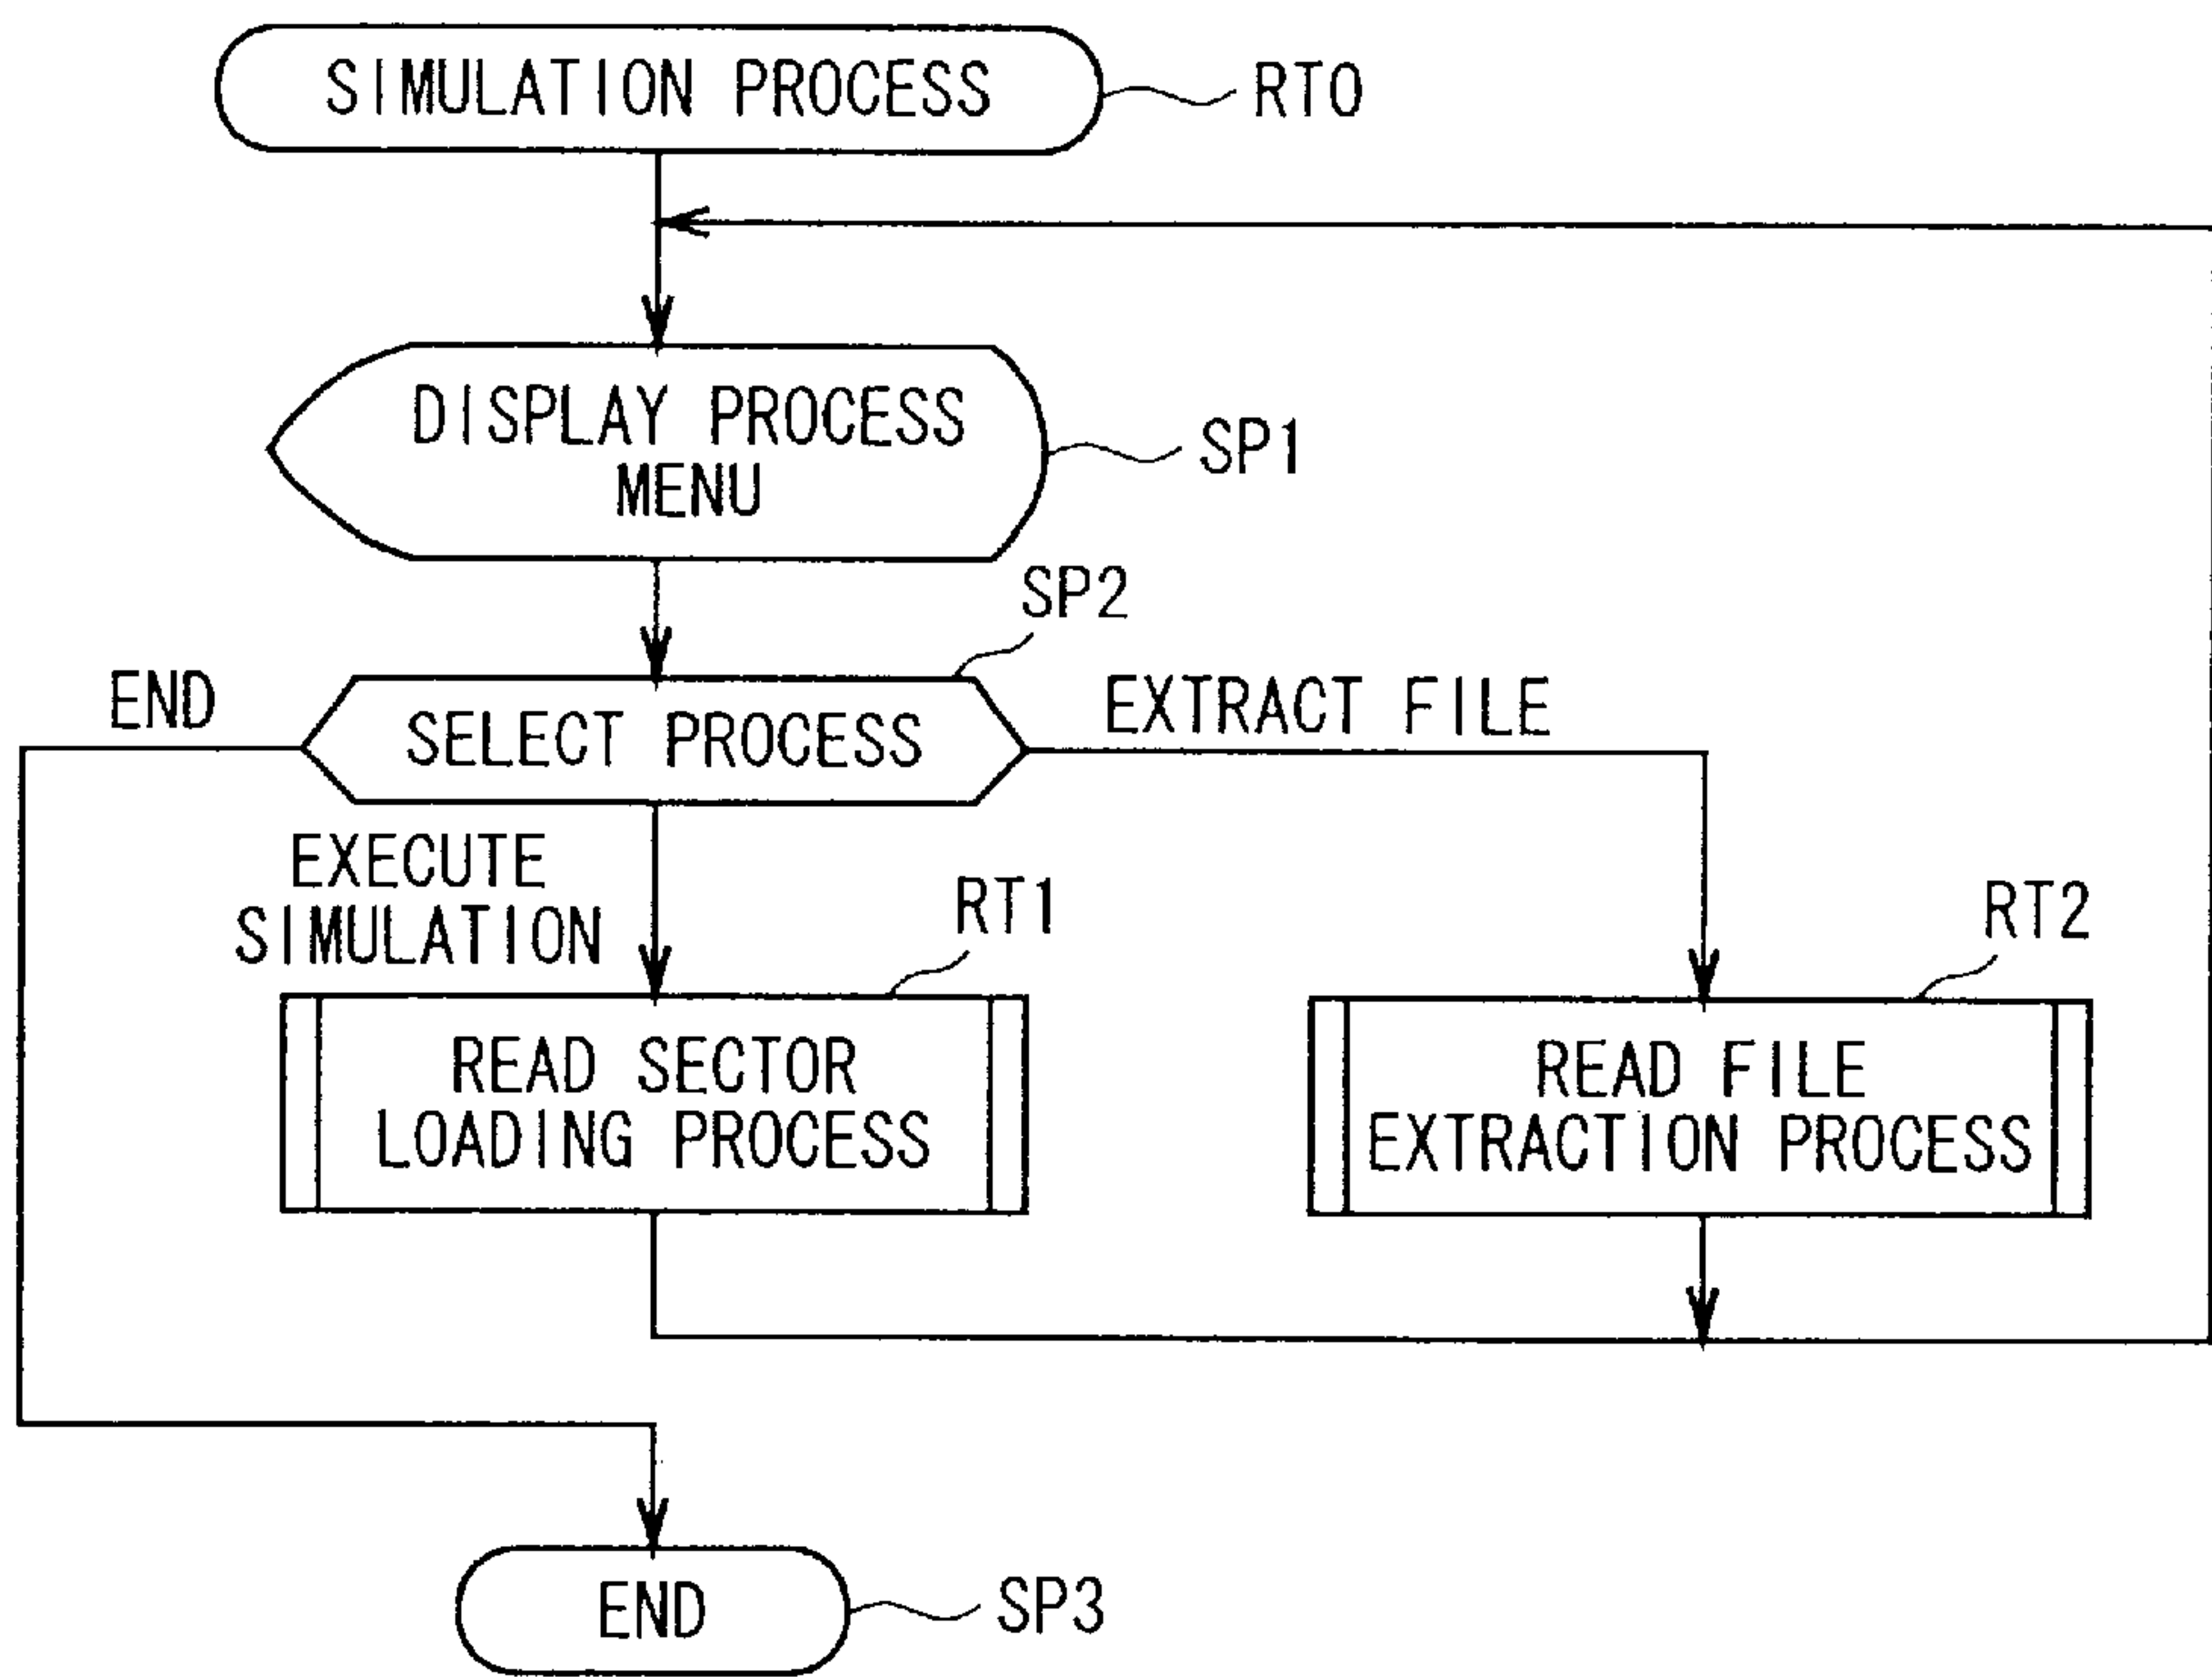 SIMULATION PROCESS
RT0
DISPLAY PROCESS
MENU
SP1
SP2
END
SELECT PROCESS
EXTRACT FILE
EXECUTE
SIMULATION
RT1
RT2
READ SECTOR
LOADING PROCESS
READ FILE
EXTRACTION PROCESS
END
SP3